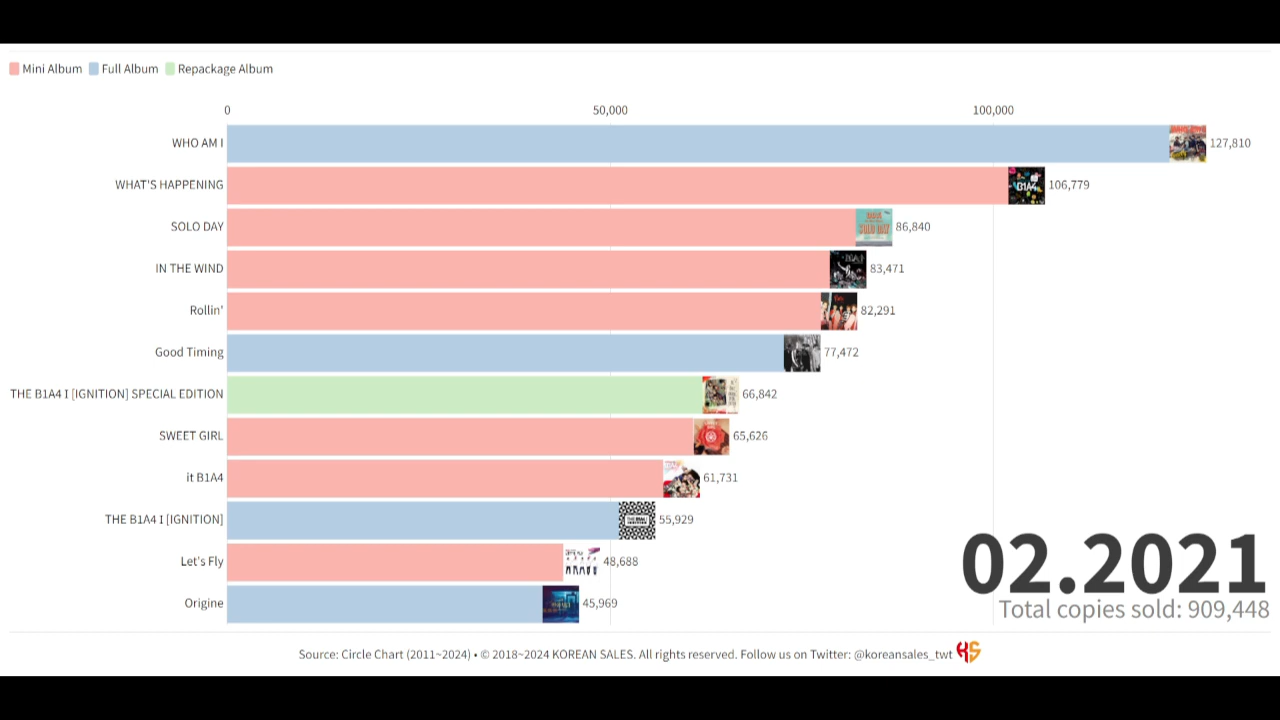 Mini Album Full Album Repackage Album
0 50,000 100,000
WHO AM I 127,810
WHAT'S HAPPENING B1A4 106,779
SOLO DAY SOLO DAY 86,840
IN THE WIND 83,471
Rollin' 82,291
Good Timing 77,472
THE B1A4 I [IGNITION] SPECIAL EDITION 66,842
SWEET GIRL 65,626
it B1A4 61,731
THE B1A4 I [IGNITION] 55,929
Let's Fly 48,688
Origine 45,969
02.2021
Total copies sold: 909,448
Source: Circle Chart (2011~2024) • © 2018~2024 KOREAN SALES. All rights reserved. Follow us on Twitter: @koreansales_twt KS